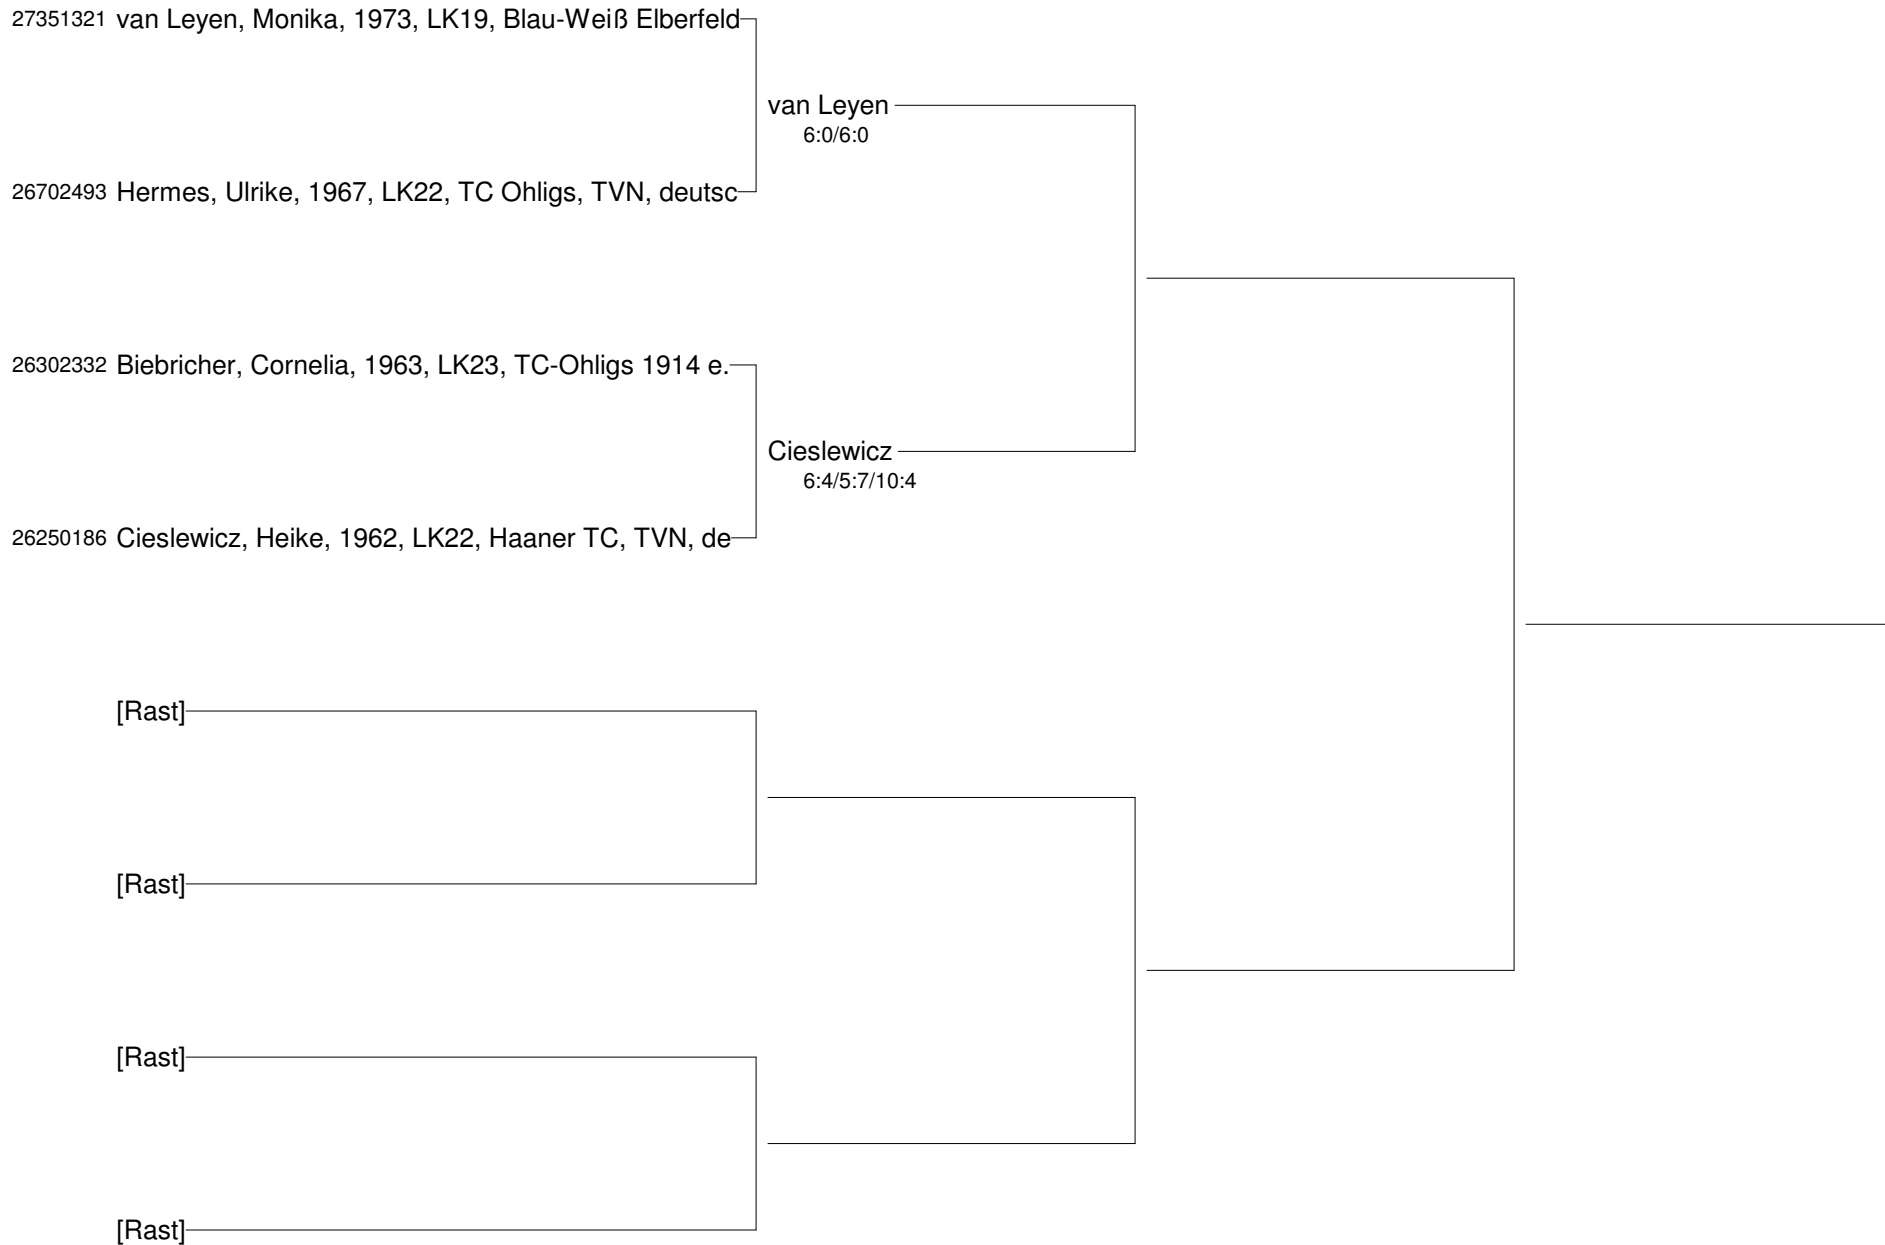 27351321 van Leyen, Monika, 1973, LK19, Blau-Weiß Elberfeld
van Leyen
6:0/6:0
26702493 Hermes, Ulrike, 1967, LK22, TC Ohligs, TVN, deutsc
26302332 Biebricher, Cornelia, 1963, LK23, TC-Ohligs 1914 e.
Cieslewicz
6:4/5:7/10:4
26250186 Cieslewicz, Heike, 1962, LK22, Haaner TC, TVN, de
[Rast]
[Rast]
[Rast]
[Rast]